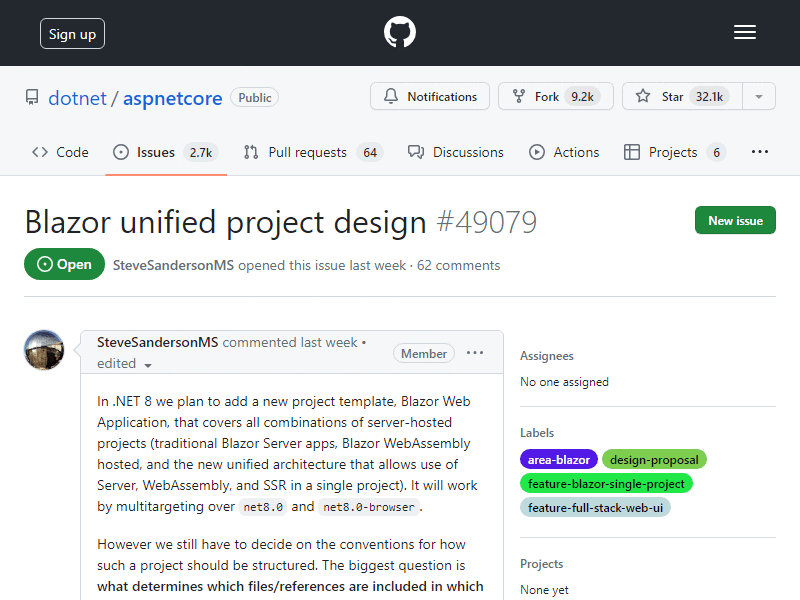 Sign up
dotnet / aspnetcore Public
Notifications
Fork 9.2k
Star 32.1k
Code
Issues 2.7k
Pull requests 64
Discussions
Actions
Projects 6
Blazor unified project design #49079
New issue
Open
SteveSandersonMS opened this issue last week · 62 comments
SteveSandersonMS commented last week •
edited
Member
In .NET 8 we plan to add a new project template, Blazor Web
Application, that covers all combinations of server-hosted
projects (traditional Blazor Server apps, Blazor WebAssembly
hosted, and the new unified architecture that allows use of
Server, WebAssembly, and SSR in a single project). It will work
by multitargeting over net8.0 and net8.0-browser.
However we still have to decide on the conventions for how
such a project should be structured. The biggest question is
what determines which files/references are included in which
Assignees
No one assigned
Labels
area-blazor design-proposal
feature-blazor-single-project
feature-full-stack-web-ui
Projects
None yet